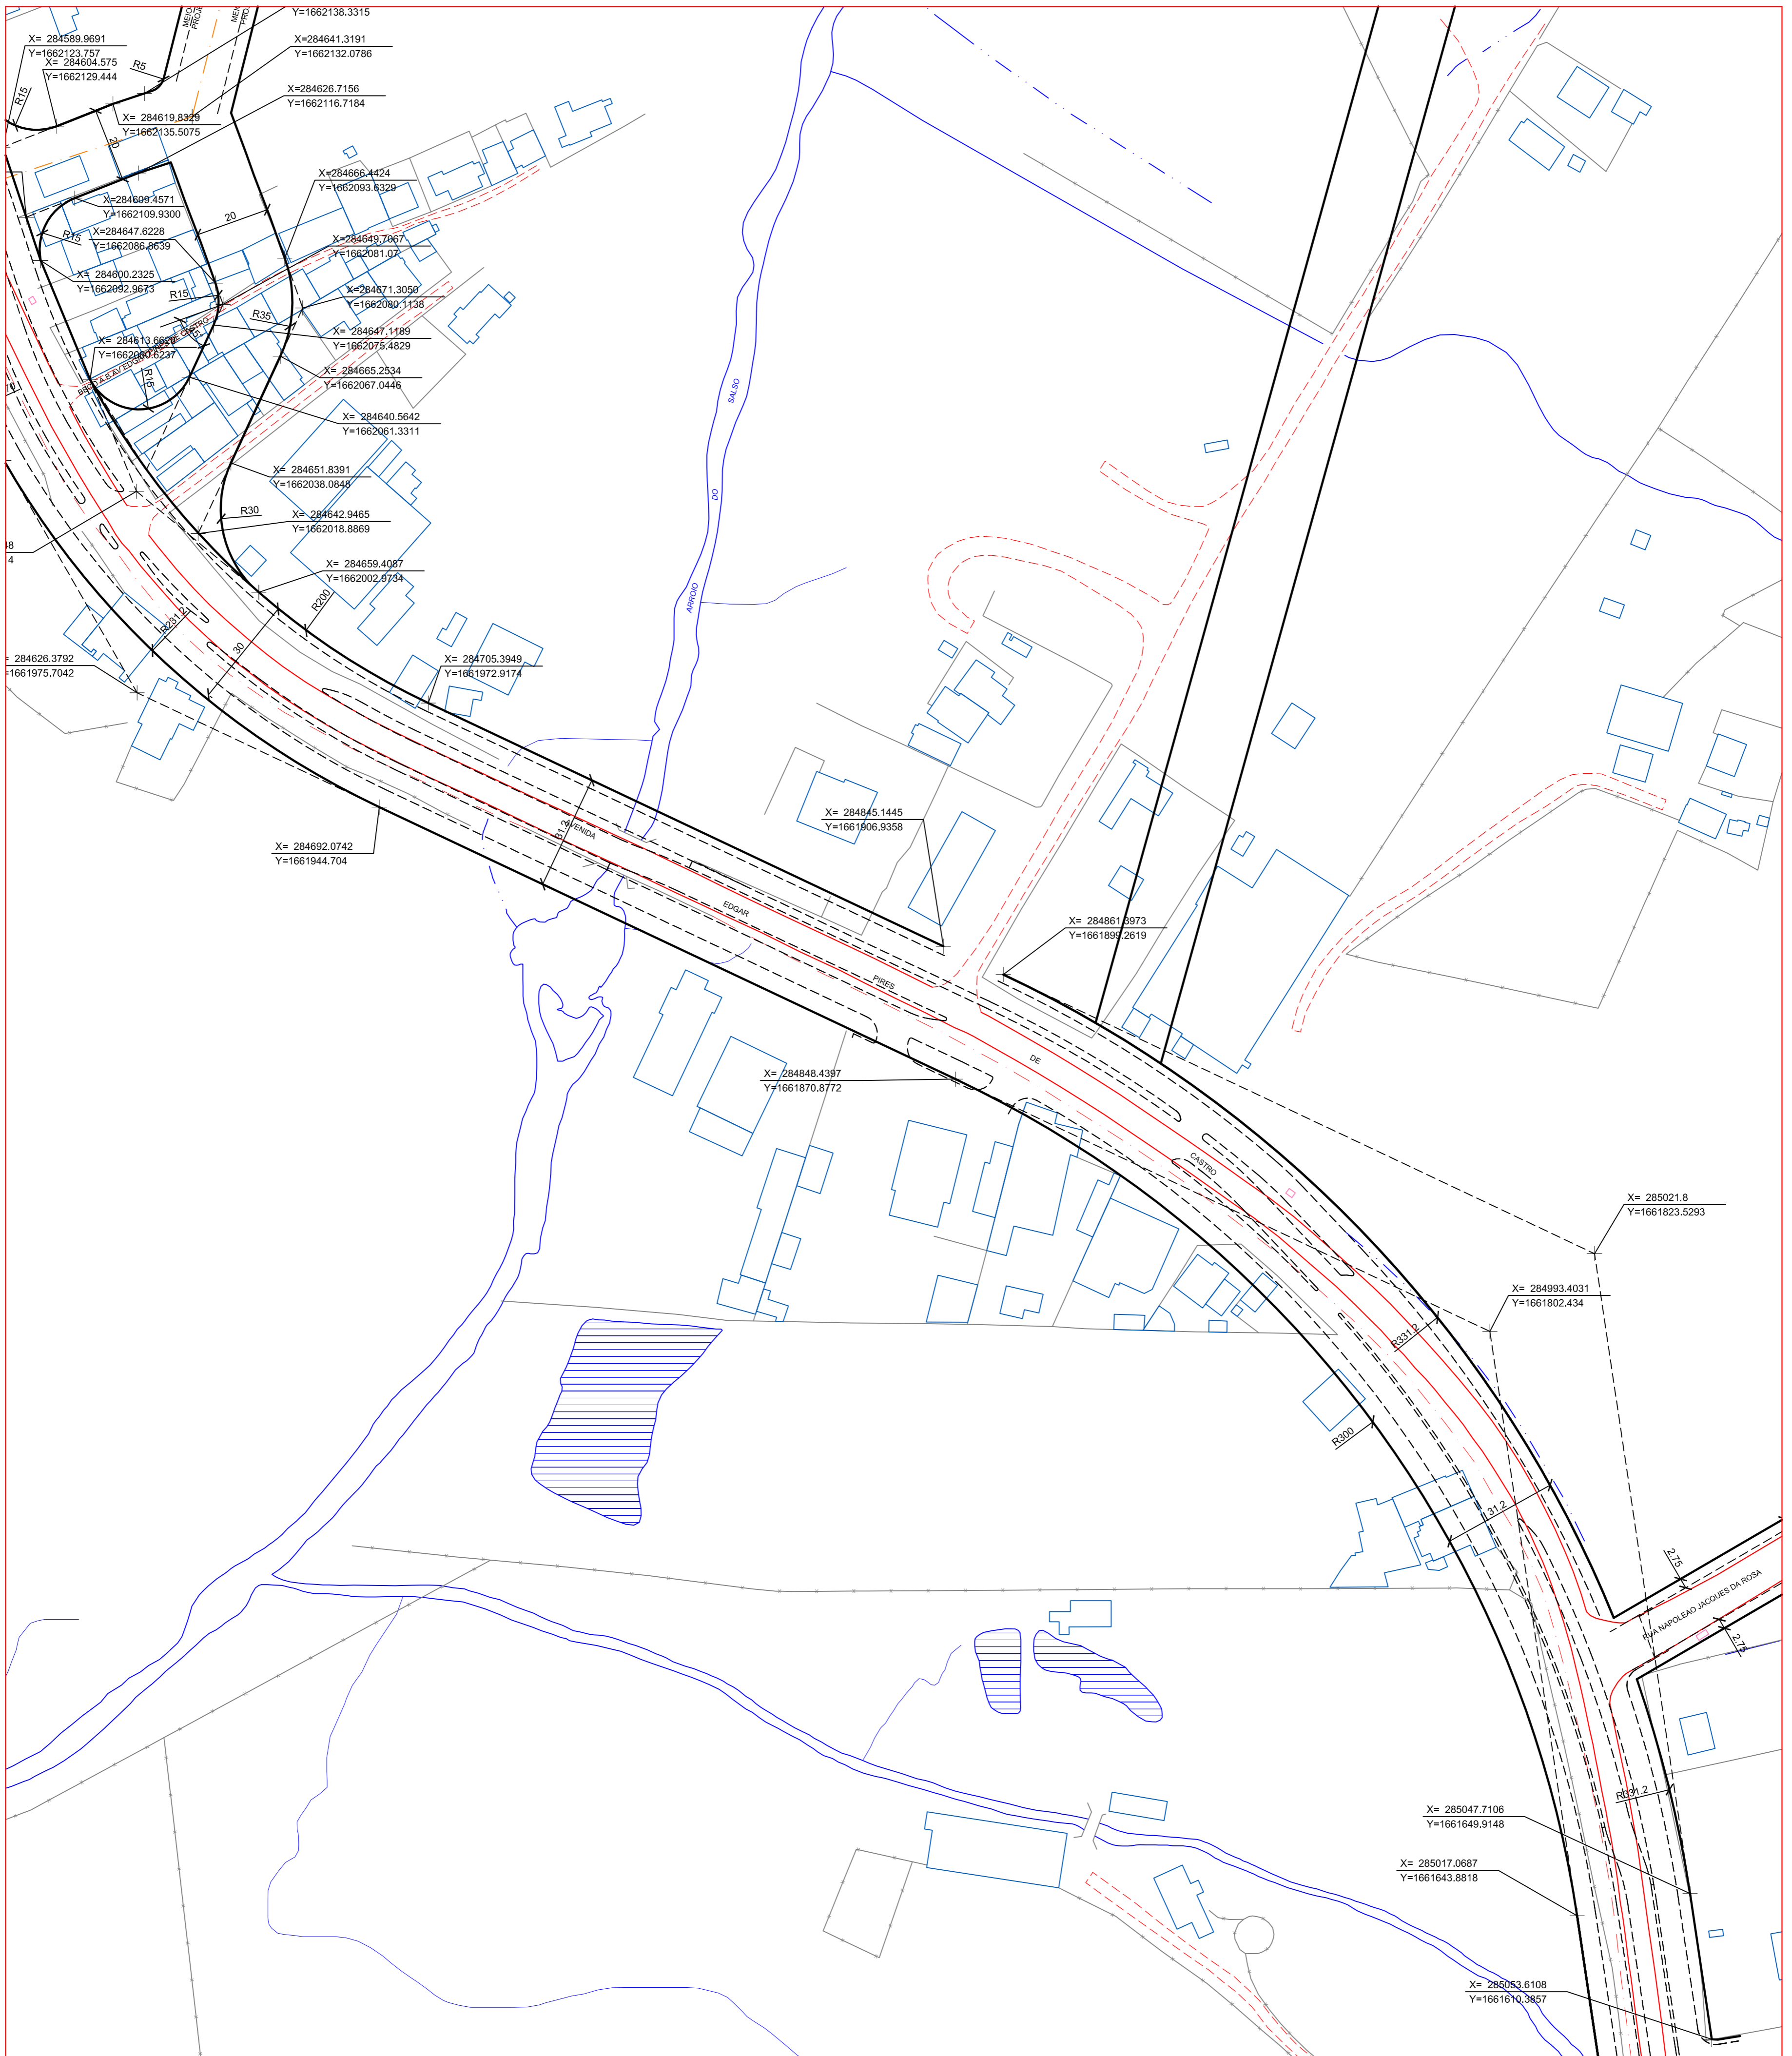 Y=1662138.3315
X= 284589.9691
Y=1662123.757
X=284641.3191
Y=1662132.0786
X= 284604.575
Y=1662129.444
R5
R15
X=284626.7156
Y=1662116.7184
X= 284619.8329
Y=1662135.5075
20
X=284666.4424
Y=1662093.6329
X=284609.4571
Y=1662109.9300
20
X=284647.6228
Y=1662086.8639
R15
X=284649.7067
Y=1662081.07
X= 284600.2325
Y=1662092.9673
R15
X=284671.3050
Y=1662080.1138
R35
X= 284647.1189
Y=1662075.4829
X= 284665.2534
Y=1662067.0446
R15
X= 284640.5642
Y=1662061.3311
X= 284651.8391
Y=1662038.0848
R30
X= 284642.9465
Y=1662018.8869
X= 284659.4087
Y=1662002.9734
R200
R231.2
30
= 284626.3792
=1661975.7042
X= 284705.3949
Y=1661972.9174
SALSO
DO
ARROIO
X= 284692.0742
Y=1661944.704
31.2
AVENIDA
X= 284845.1445
Y=1661906.9358
EDGAR
X= 284861.3973
Y=1661899.2619
PIRES
DE
X= 284848.4397
Y=1661870.8772
CASTRO
X= 285021.8
Y=1661823.5293
X= 284993.4031
Y=1661802.434
R331.2
R300
31.2
2.75
RUA NAPOLEAO JACQUES DA ROSA
2.75
R331.2
X= 285047.7106
Y=1661649.9148
X= 285017.0687
Y=1661643.8818
X= 285053.6108
Y=1661610.3857